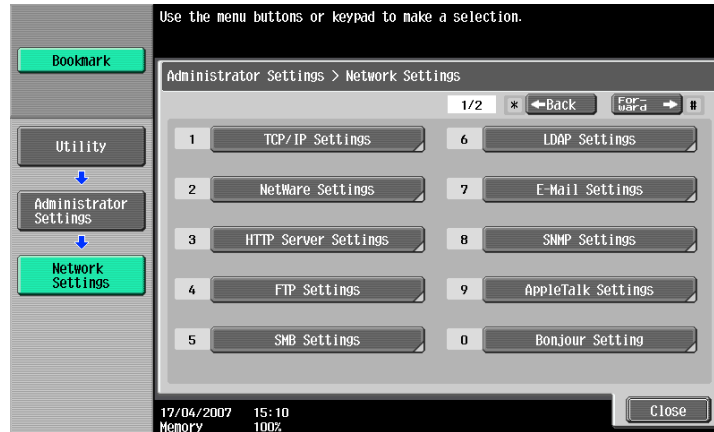 Use the menu buttons or keypad to make a selection.
Bookmark
Administrator Settings > Network Settings
1/2 * ←Back For-ward → #
Utility
Administrator
Settings
Network
Settings
1 TCP/IP Settings
2 NetWare Settings
3 HTTP Server Settings
4 FTP Settings
5 SMB Settings
6 LDAP Settings
7 E-Mail Settings
8 SNMP Settings
9 AppleTalk Settings
0 Bonjour Setting
17/04/2007 15:10
Memory 100%
Close